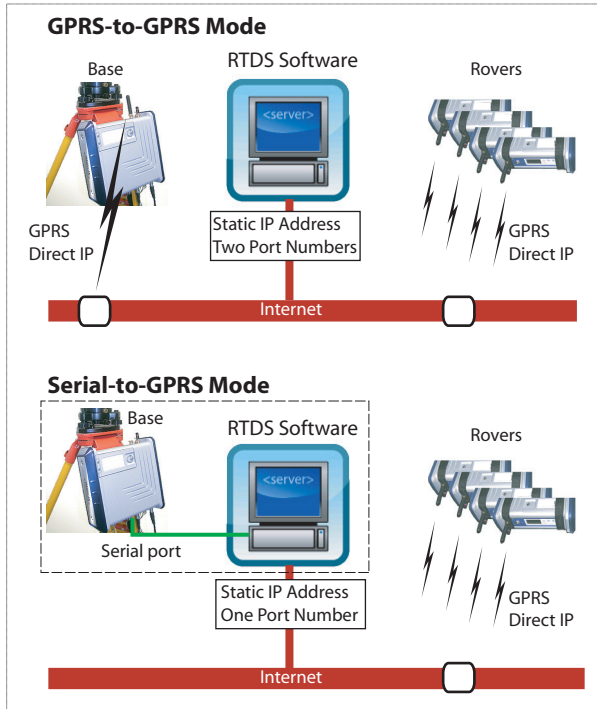 GPRS-to-GPRS Mode
Base
RTDS Software
Rovers
<server>
GPRS
Direct IP
Static IP Address
Two Port Numbers
GPRS
Direct IP
Internet
Serial-to-GPRS Mode
Base
RTDS Software
Rovers
<server>
Serial port
Static IP Address
One Port Number
GPRS
Direct IP
Internet